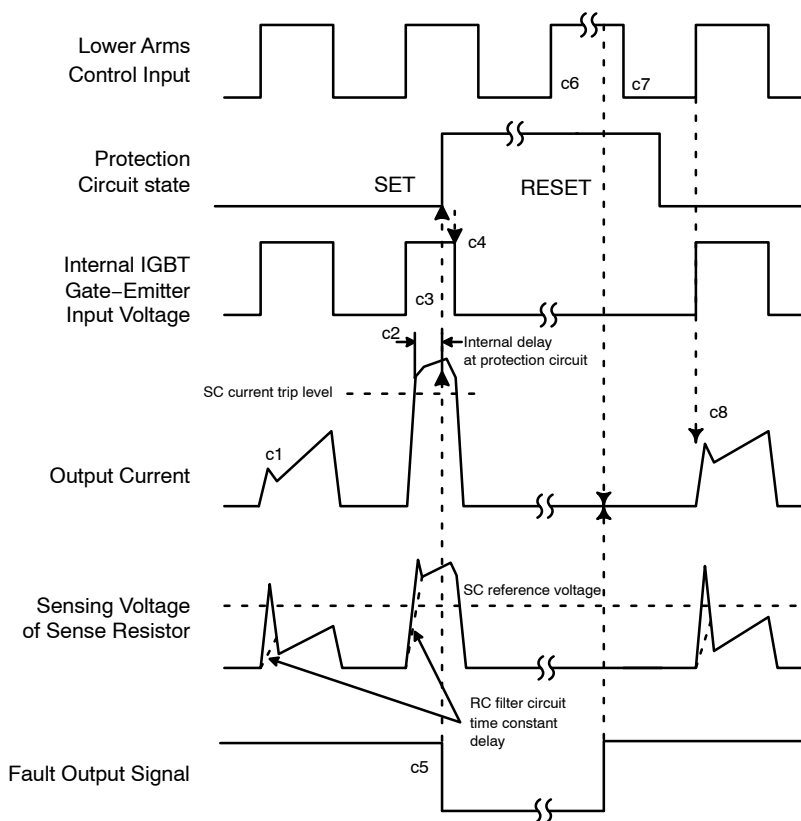 Lower Arms
Control Input
c6
c7
Protection
Circuit state
SET
RESET
c4
Internal IGBT
Gate−Emitter
Input Voltage
c3
c2
Internal delay
at protection circuit
SC current trip level
c1
c8
Output Current
SC reference voltage
Sensing Voltage
of Sense Resistor
RC filter circuit
time constant
delay
c5
Fault Output Signal